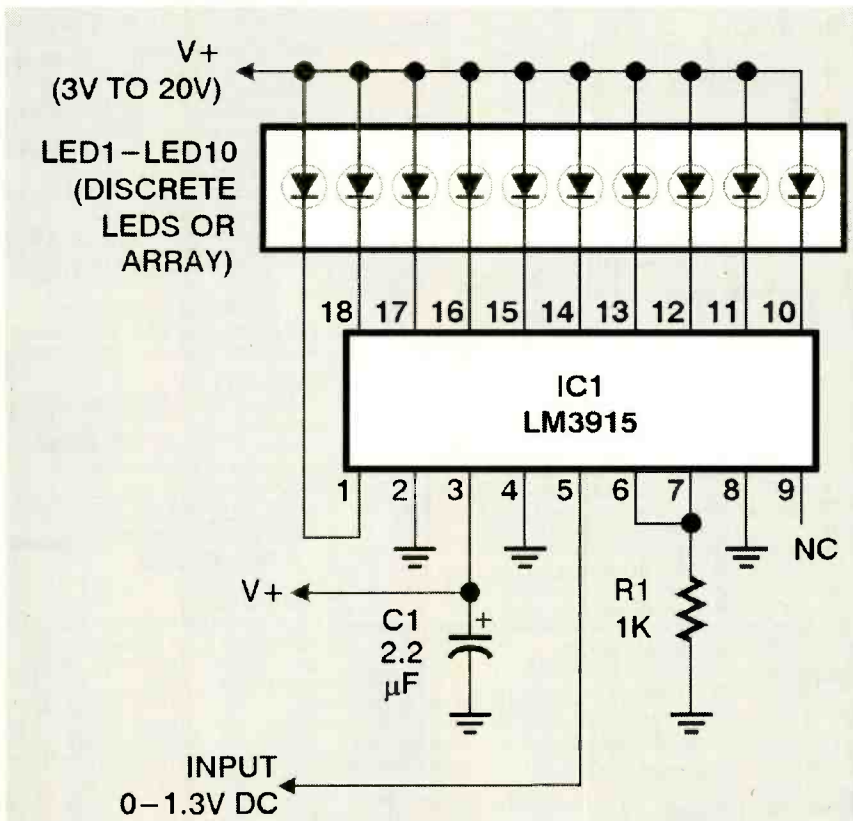 V+
(3V TO 20V)
LED1–LED10
(DISCRETE
LEDS OR
ARRAY)
18 17 16 15 14 13 12 11 10
IC1
LM3915
1 2 3 4 5 6 7 8 9
NC
V+
C1
2.2
µF
+
R1
1K
INPUT
0–1.3V DC